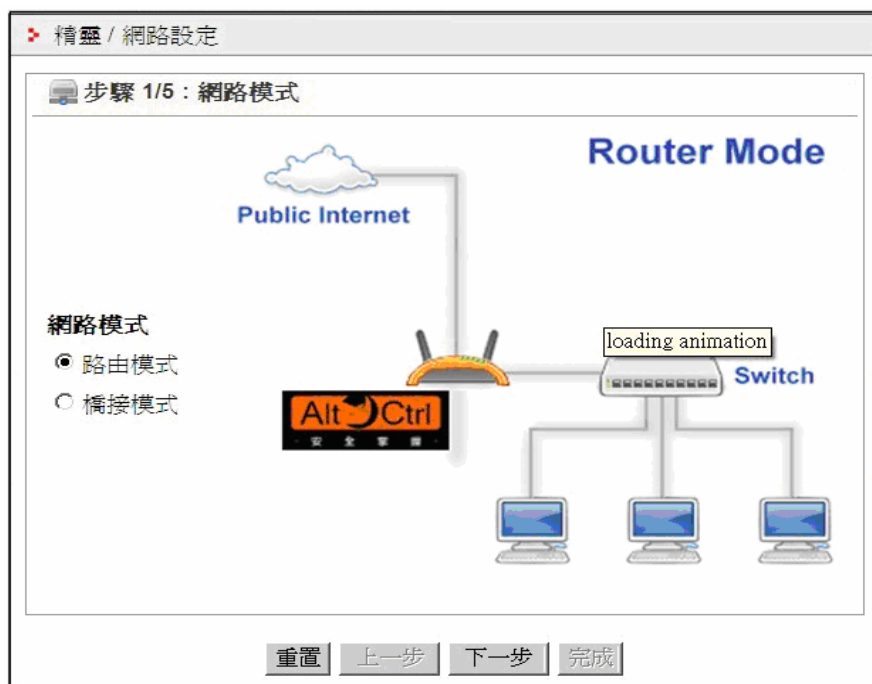 精靈 / 網路設定
步驟 1/5：網路模式
Router Mode
Public Internet
網路模式
路由模式
橋接模式
loading animation
Switch
Alt Ctrl
安全掌握
重置 上一步 下一步 完成